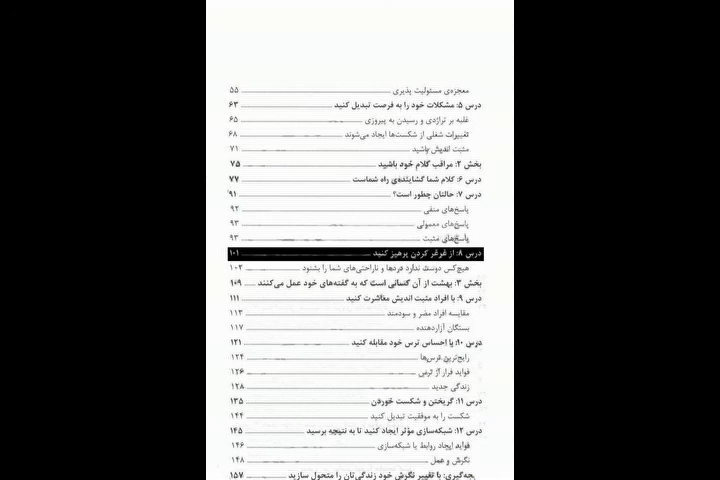 معجزه‌ی مسئولیت پذیری ۵۵
درس ۵: مشکلات خود را به فرصت تبدیل کنید ۶۳
غلبه بر تراژدی و رسیدن به پیروزی ۶۵
تغییرات شغلی از شکست‌ها ایجاد می‌شوند ۶۸
مثبت اندیش باشید ۷۱
بخش ۲: مراقب کلام خود باشید ۷۵
درس ۶: کلام شما گشاینده‌ی راه شماست ۷۷
درس ۷: حالتان چطور است؟ ۹۱
پاسخ‌های منفی ۹۲
پاسخ‌های معمولی ۹۳
پاسخ‌های مثبت ۹۳
درس ۸: از غرغر کردن پرهیز کنید ۱۰۱
هیچ‌کس دوست ندارد دردها و ناراحتی‌های شما را بشنود ۱۰۲
بخش ۳: بهشت از آن کسانی است که به گفته‌های خود عمل می‌کنند ۱۰۹
درس ۹: با افراد مثبت اندیش معاشرت کنید ۱۱۱
مقایسه افراد مضر و سودمند ۱۱۳
بستگان آزاردهنده ۱۱۷
درس ۱۰: با احساس ترس خود مقابله کنید ۱۲۱
رایج‌ترین ترس‌ها ۱۲۴
فواید فرار از ترس ۱۲۶
زندگی جدید ۱۲۸
درس ۱۱: گریختن و شکست خوردن ۱۳۵
شکست را به موفقیت تبدیل کنید ۱۴۴
درس ۱۲: شبکه‌سازی مؤثر ایجاد کنید تا به نتیجه برسید ۱۴۵
فواید ایجاد روابط یا شبکه‌سازی ۱۴۶
نگرش و عمل ۱۴۸
جه‌گیری: با تغییر نگرش خود زندگی‌تان را متحول سازید ۱۵۷